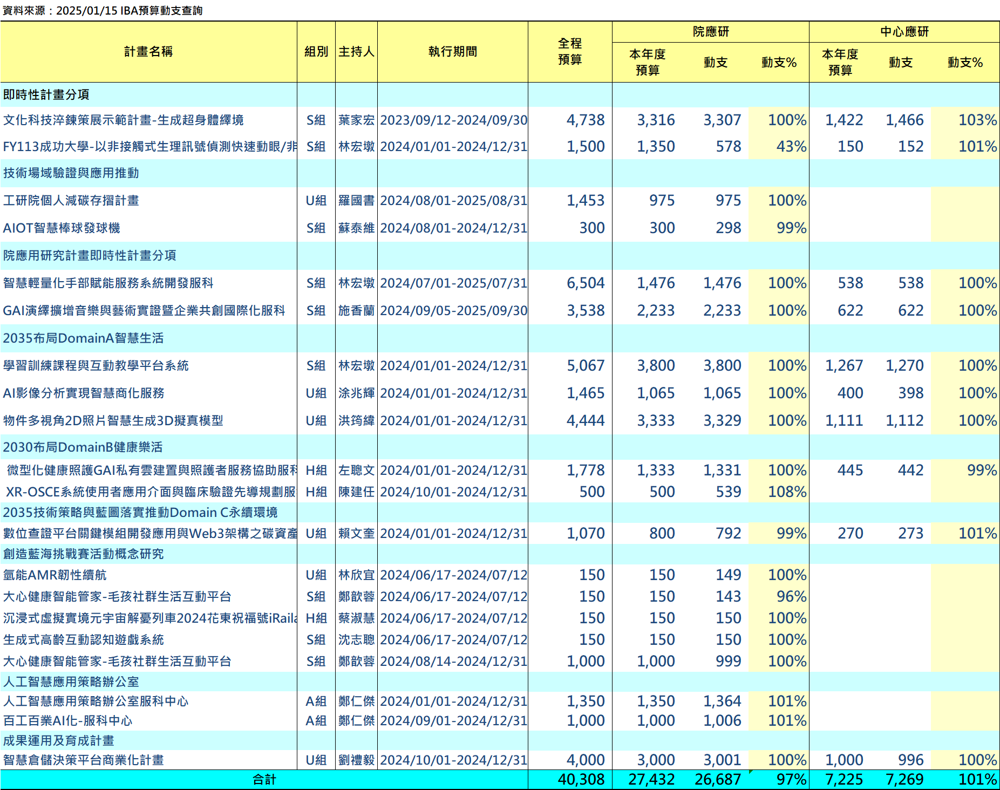 資料來源：2025/01/15 IBA預算動支查詢
計畫名稱 組別 主持人 執行期間 全程預算 院應研 中心應研
本年度預算 動支 動支% 本年度預算 動支 動支%
即時性計畫分項
文化科技淬鍊策展示範計畫-生成超身體繹境 S組 葉家宏 2023/09/12-2024/09/30 4,738 3,316 3,307 100% 1,422 1,466 103%
FY113成功大學-以非接觸式生理訊號偵測快速動眼/非 S組 林宏墩 2024/01/01-2024/12/31 1,500 1,350 578 43% 150 152 101%
技術場域驗證與應用推動
工研院個人減碳存摺計畫 U組 羅國書 2024/08/01-2025/08/31 1,453 975 975 100%
AIOT智慧棒球發球機 S組 蘇泰維 2024/08/01-2024/12/31 300 300 298 99%
院應用研究計畫即時性計畫分項
智慧輕量化手部賦能服務系統開發服科 S組 林宏墩 2024/07/01-2025/07/31 6,504 1,476 1,476 100% 538 538 100%
GAI演繹擴增音樂與藝術實證暨企業共創國際化服科 S組 施香蘭 2024/09/05-2025/09/30 3,538 2,233 2,233 100% 622 622 100%
2035布局DomainA智慧生活
學習訓練課程與互動教學平台系統 S組 林宏墩 2024/01/01-2024/12/31 5,067 3,800 3,800 100% 1,267 1,270 100%
AI影像分析實現智慧商化服務 U組 涂兆輝 2024/01/01-2024/12/31 1,465 1,065 1,065 100% 400 398 100%
物件多視角2D照片智慧生成3D擬真模型 U組 洪筠緯 2024/01/01-2024/12/31 4,444 3,333 3,329 100% 1,111 1,112 100%
2030布局DomainB健康樂活
微型化健康照護GAI私有雲建置與照護者服務協助服科 H組 左聰文 2024/01/01-2024/12/31 1,778 1,333 1,331 100% 445 442 99%
XR-OSCE系統使用者應用介面與臨床驗證先導規劃服 H組 陳建任 2024/10/01-2024/12/31 500 500 539 108%
2035技術策略與藍圖落實推動Domain C永續環境
數位查證平台關鍵模組開發應用與Web3架構之碳資產 U組 賴文奎 2024/01/01-2024/12/31 1,070 800 792 99% 270 273 101%
創造藍海挑戰賽活動概念研究
氫能AMR韌性續航 U組 林欣宜 2024/06/17-2024/07/12 150 150 149 100%
大心健康智能管家-毛孩社群生活互動平台 S組 鄭歆蓉 2024/06/17-2024/07/12 150 150 143 96%
沉浸式虛擬實境元宇宙解憂列車2024花東祝福號iRaila H組 蔡淑慧 2024/06/17-2024/07/12 150 150 150 100%
生成式高齡互動認知遊戲系統 S組 沈志聰 2024/06/17-2024/07/12 150 150 150 100%
大心健康智能管家-毛孩社群生活互動平台 S組 鄭歆蓉 2024/08/14-2024/12/31 1,000 1,000 999 100%
人工智慧應用策略辦公室
人工智慧應用策略辦公室服科中心 A組 鄭仁傑 2024/01/01-2024/12/31 1,350 1,350 1,364 101%
百工百業AI化-服科中心 A組 鄭仁傑 2024/09/01-2024/12/31 1,000 1,000 1,006 101%
成果運用及育成計畫
智慧倉儲決策平台商業化計畫 U組 劉禮毅 2024/10/01-2024/12/31 4,000 3,000 3,001 100% 1,000 996 100%
合計 40,308 27,432 26,687 97% 7,225 7,269 101%